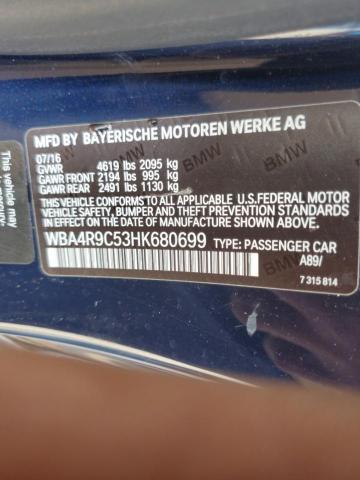 MFD BY BAYERISCHE MOTOREN WERKE AG
07/16
GVWR 4619 lbs 2095 kg
GAWR FRONT 2194 lbs 995 kg
GAWR REAR 2491 lbs 1130 kg
THIS VEHICLE CONFORMS TO ALL APPLICABLE U.S.FEDERAL MOTOR
VEHICLE SAFETY, BUMPER AND THEFT PREVENTION STANDARDS
IN EFFECT ON THE DATE OF MANUFACTURE SHOWN ABOVE.
WBA4R9C53HK680699 TYPE: PASSENGER CAR
A89/
7 315 814
This vehicle may
mercury:
BMW
BMW
BMW
BMW